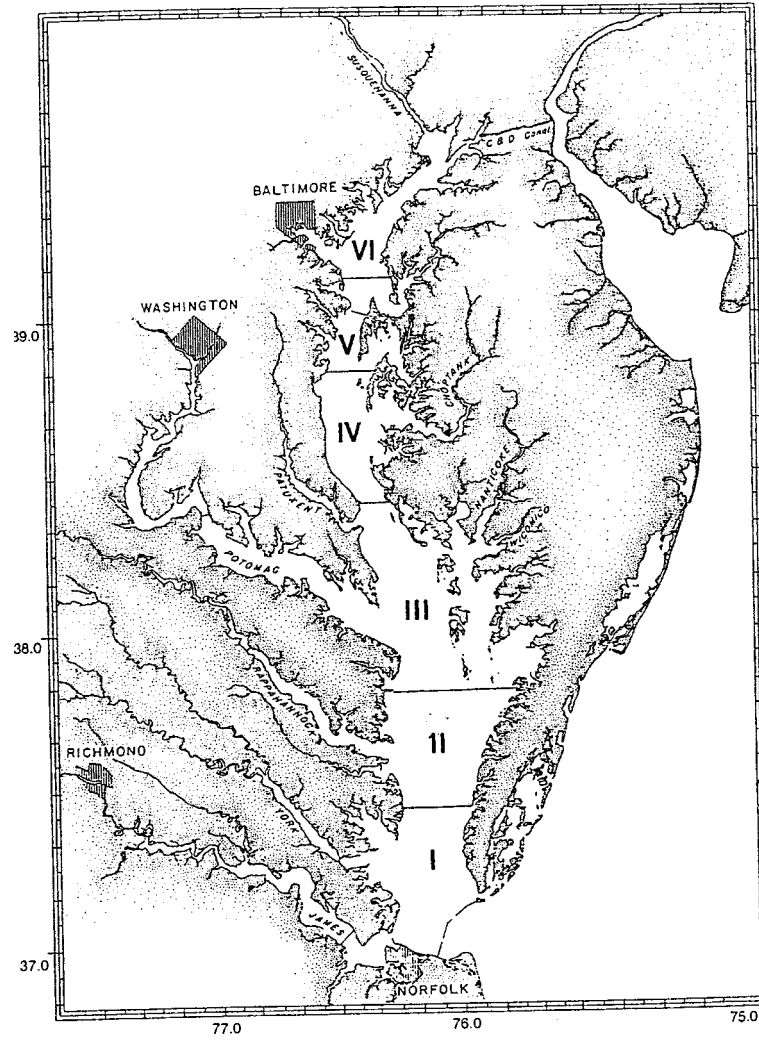 SUSQUEHANNA
C & D Canal
BALTIMORE
VI
WASHINGTON
39.0
V
CHOPTANK
IV
NANTICOKE
PATUXENT R.
POTOMAC
III
38.0
RAPPAHANNOCK
11
RICHMOND
YORK
I
JAMES
37.0
NORFOLK
77.0
76.0
75.0